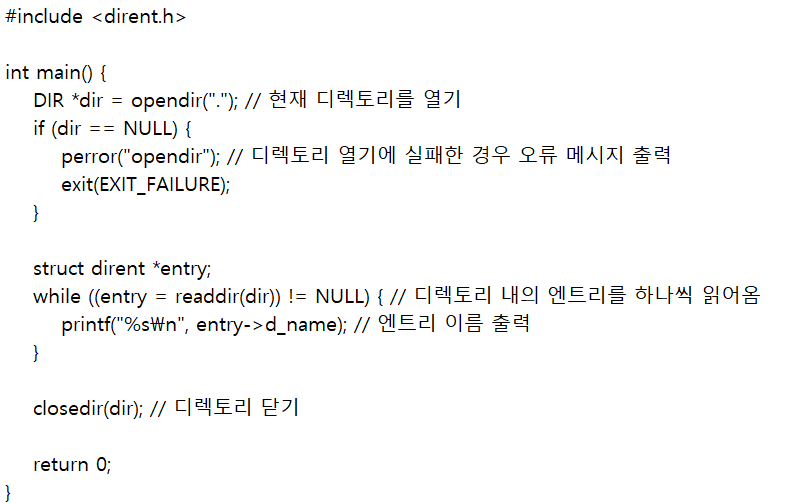 #include <dirent.h>
int main() {
DIR *dir = opendir("."); // 현재 디렉토리를 열기
if (dir == NULL) {
perror("opendir"); // 디렉토리 열기에 실패한 경우 오류 메시지 출력
exit(EXIT_FAILURE);
}
struct dirent *entry;
while ((entry = readdir(dir)) != NULL) { // 디렉토리 내의 엔트리를 하나씩 읽어옴
printf("%s₩n", entry->d_name); // 엔트리 이름 출력
}
closedir(dir); // 디렉토리 닫기
return 0;
}